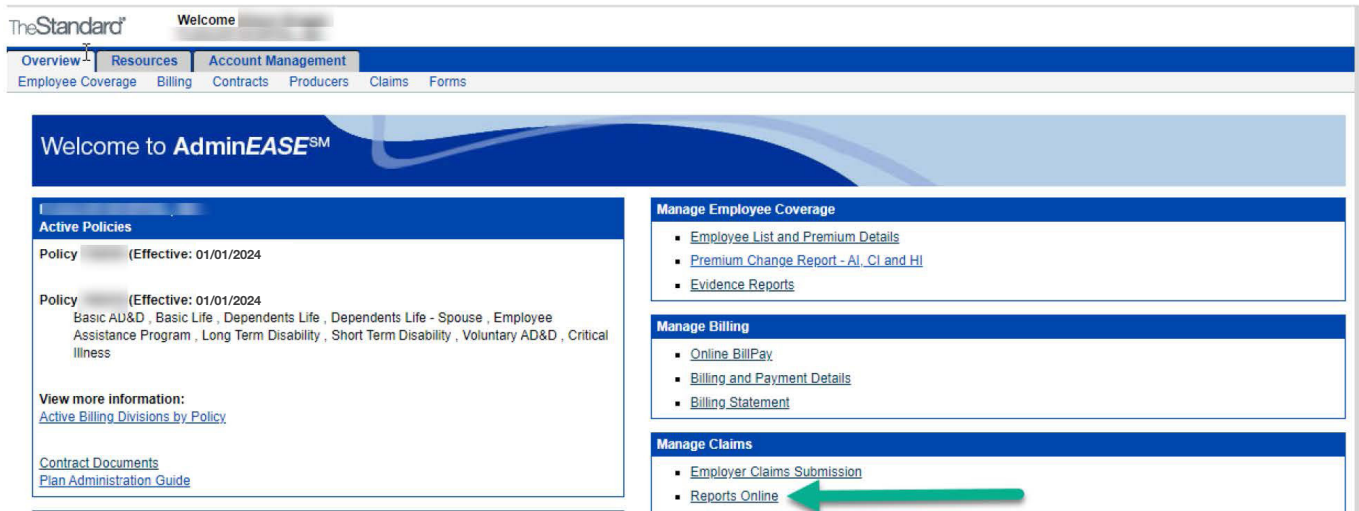 TheStandard®
Welcome
Overview Resources Account Management
Employee Coverage Billing Contracts Producers Claims Forms
Welcome to AdminEASE℠
Active Policies
Policy (Effective: 01/01/2024
Policy (Effective: 01/01/2024
Basic AD&D , Basic Life , Dependents Life , Dependents Life - Spouse , Employee
Assistance Program , Long Term Disability , Short Term Disability , Voluntary AD&D , Critical
Illness
View more information:
Active Billing Divisions by Policy
Contract Documents
Plan Administration Guide
Manage Employee Coverage
Employee List and Premium Details
Premium Change Report - AI, CI and HI
Evidence Reports
Manage Billing
Online BillPay
Billing and Payment Details
Billing Statement
Manage Claims
Employer Claims Submission
Reports Online